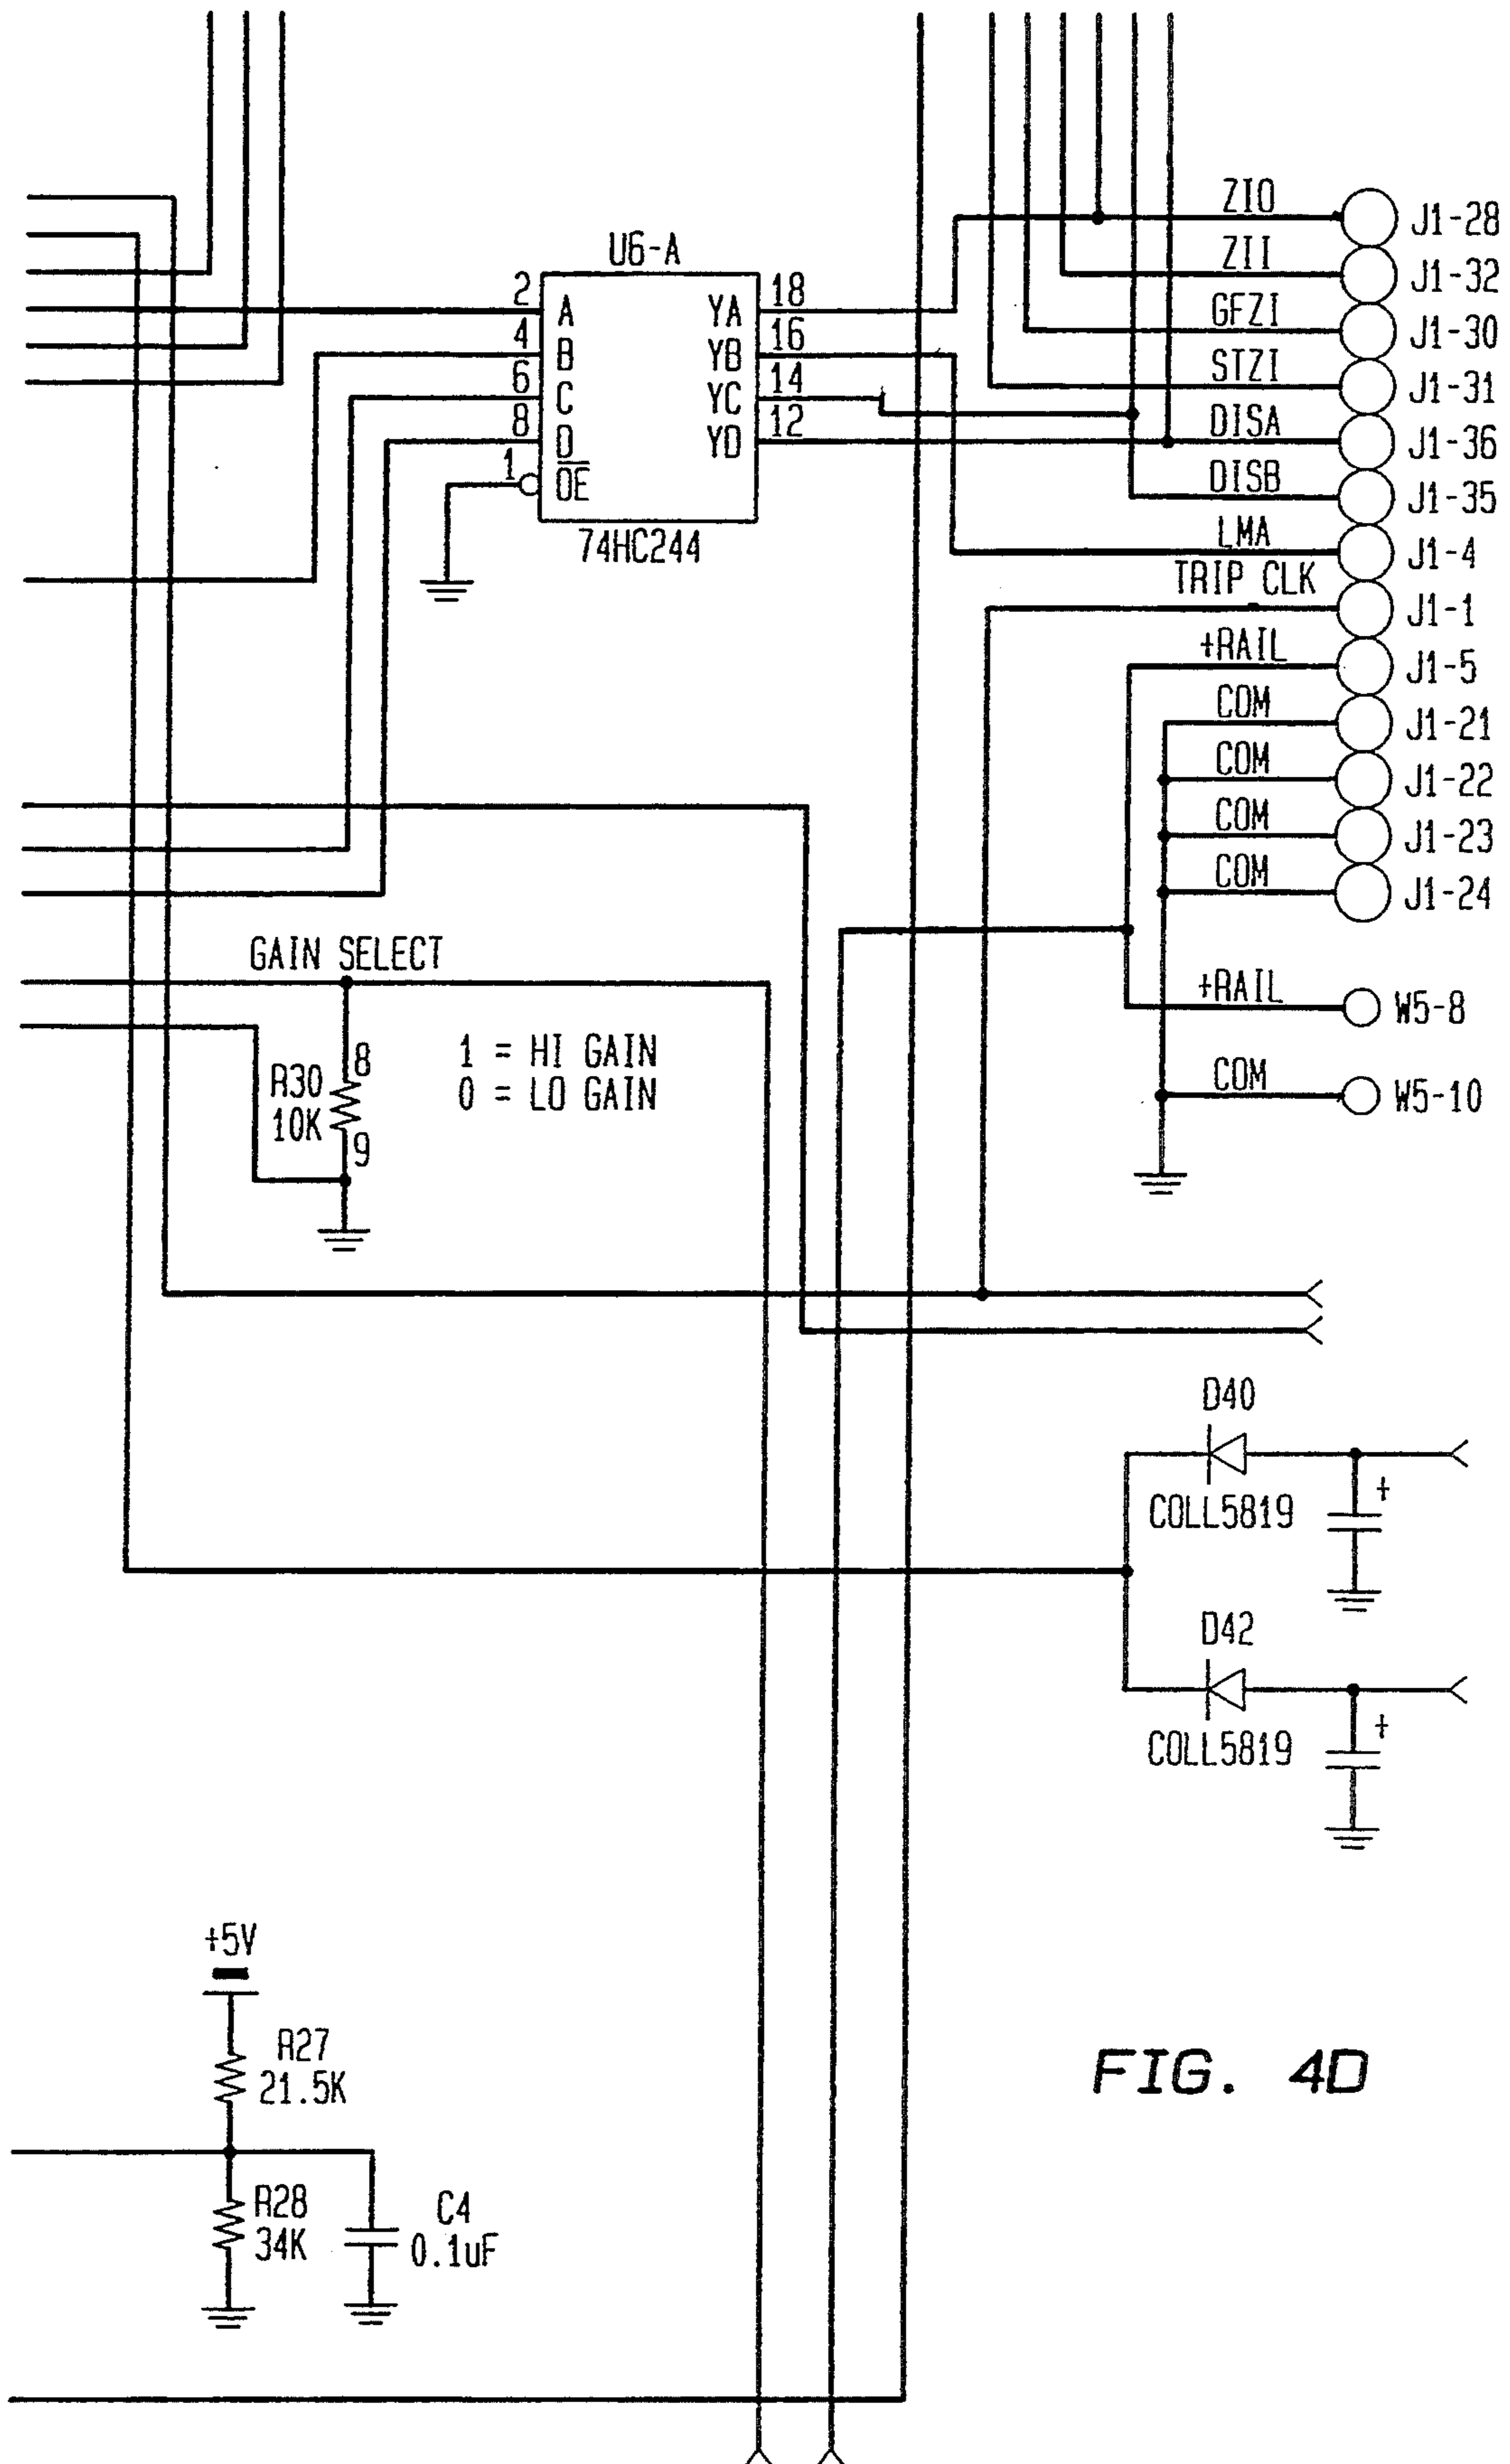 ZIO J1-28
ZII J1-32
GFZI J1-30
STZI J1-31
DISA J1-36
DISB J1-35
LMA J1-4
TRIP CLK J1-1
+RAIL J1-5
COM J1-21
COM J1-22
COM J1-23
COM J1-24
+RAIL W5-8
COM W5-10
U6-A
2 A YA 18
4 B YB 16
6 C YC 14
8 D YD 12
1 OE
74HC244
GAIN SELECT
1 = HI GAIN
0 = LO GAIN
8
R30
10K
9
D40
+
COLL5819
D42
+
COLL5819
+5V
R27
21.5K
R28
34K
C4
0.1uF
FIG. 4D